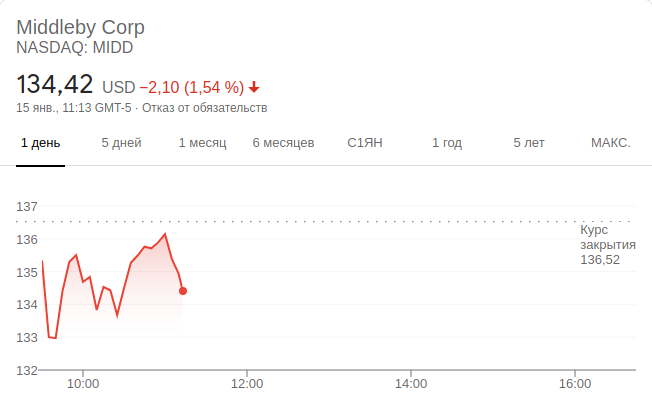 Middleby Corp
NASDAQ: MIDD
134,42 USD −2,10 (1,54 %)
15 янв., 11:13 GMT-5 · Отказ от обязательств
1 день 5 дней 1 месяц 6 месяцев С1ЯН 1 год 5 лет МАКС.
137
136
135
134
133
132
Курс
закрытия
136,52
10:00 12:00 14:00 16:00